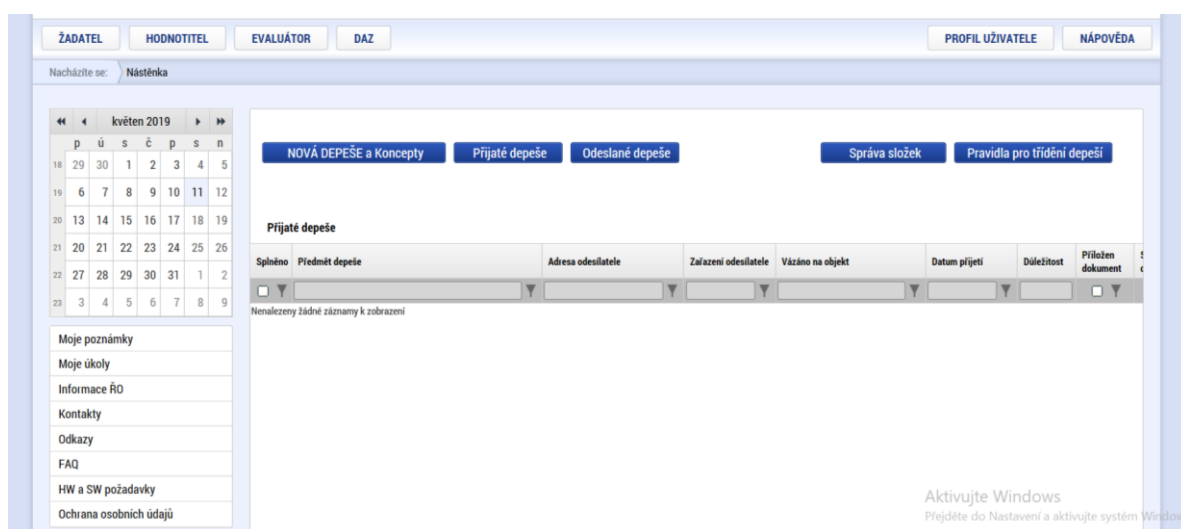 ŽADATEL HODNOTITEL EVALUÁTOR DAZ PROFIL UŽIVATELE NÁPOVĚDA
Nacházíte se: Nástěnka
květen 2019
p ú s č p s n
18 29 30 1 2 3 4 5
19 6 7 8 9 10 11 12
20 13 14 15 16 17 18 19
21 20 21 22 23 24 25 26
22 27 28 29 30 31 1 2
23 3 4 5 6 7 8 9
Moje poznámky
Moje úkoly
Informace ŘO
Kontakty
Odkazy
FAQ
HW a SW požadavky
Ochrana osobních údajů
NOVÁ DEPEŠE a Koncepty Přijaté depeše Odeslané depeše Správa složek Pravidla pro třídění depeší
Přijaté depeše
Splněno Předmět depeše Adresa odesílatele Zařazení odesílatele Vázáno na objekt Datum přijetí Důležitost Přiložen
dokument
Nenalezeny žádné záznamy k zobrazení
Aktivujte Windows
Přejděte do Nastavení a aktivujte systém Window